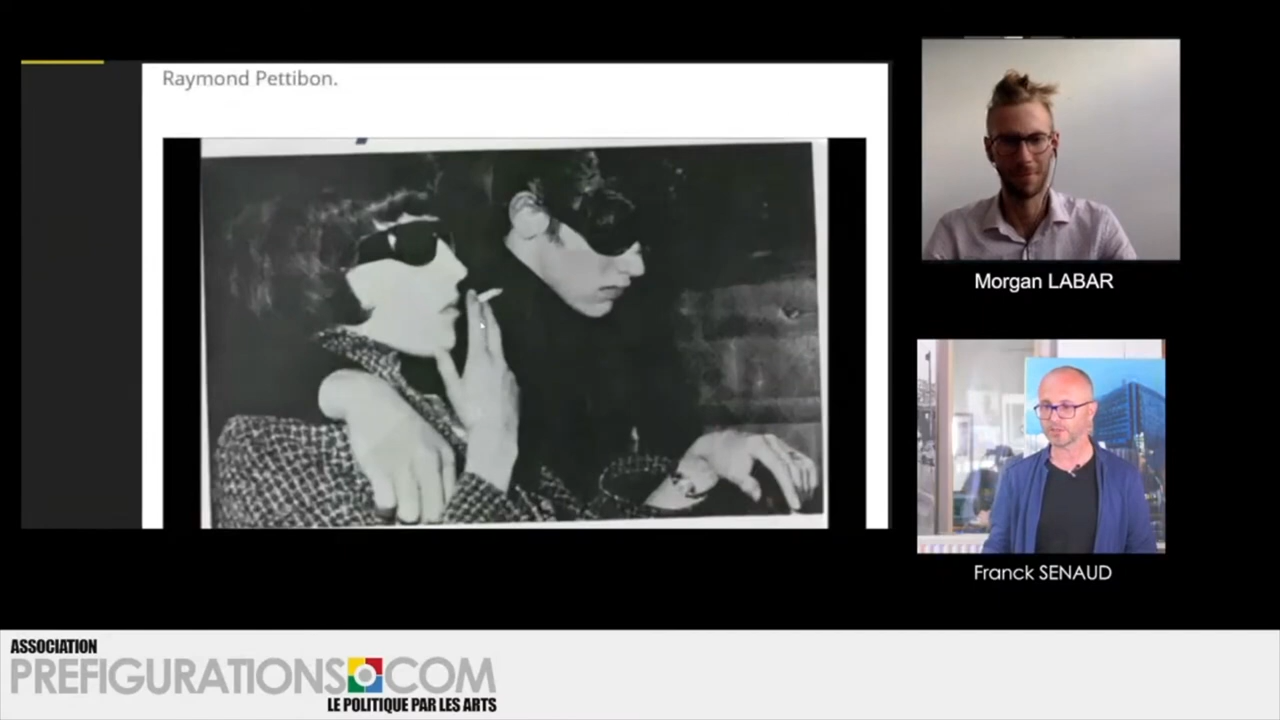 Raymond Pettibon.
Morgan LABAR
Franck SENAUD
ASSOCIATION
PREFIGURATIONS.COM
LE POLITIQUE PAR LES ARTS